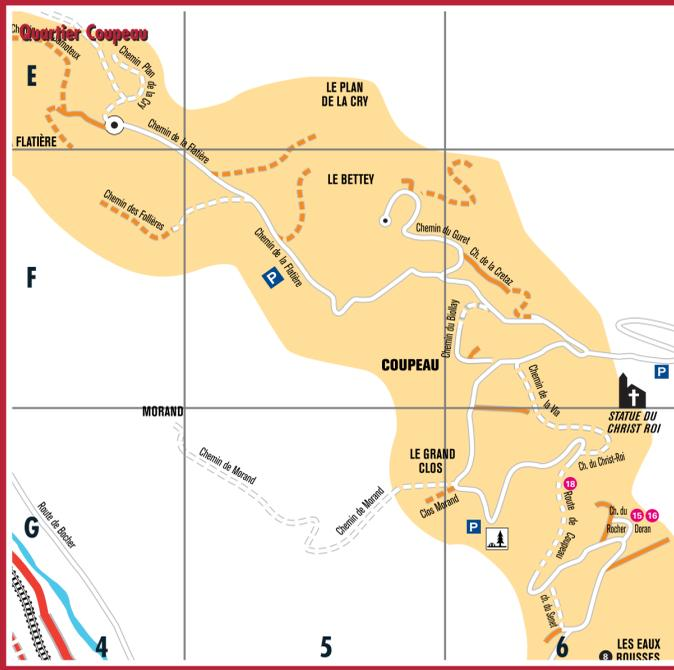 Quartier Coupeau
Chemin Plan
de la Cry
E
LE PLAN
DE LA CRY
FLATIÈRE
Chemin de la Flatière
LE BETTEY
Chemin des Follières
Chemin de la Flatière
Chemin du Guret
Ch. de la Cretaz
F
P
Chemin du Biollay
COUPEAU
P
Chemin de la Via
STATUE DU
CHRIST ROI
MORAND
LE GRAND
CLOS
Ch. du Christ-Roi
Chemin de Morand
Chemin de Morand
Clos Morand
18
Route de Coupeau
Route de Bocher
G
P
Ch. du
15 16
Rocher Doran
ch. du Senet
4
5
6
LES EAUX
8 ROUSSES